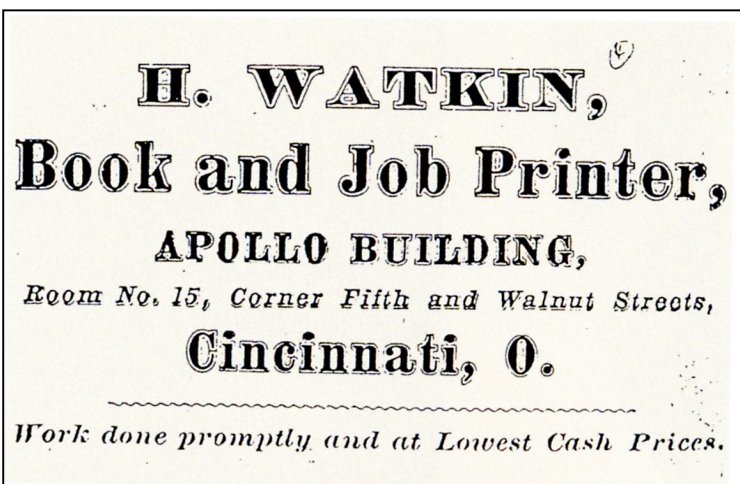 H. WATKIN,
Book and Job Printer,
APOLLO BUILDING,
Room No. 15, Corner Fifth and Walnut Streets,
Cincinnati, O.
Work done promptly and at Lowest Cash Prices.